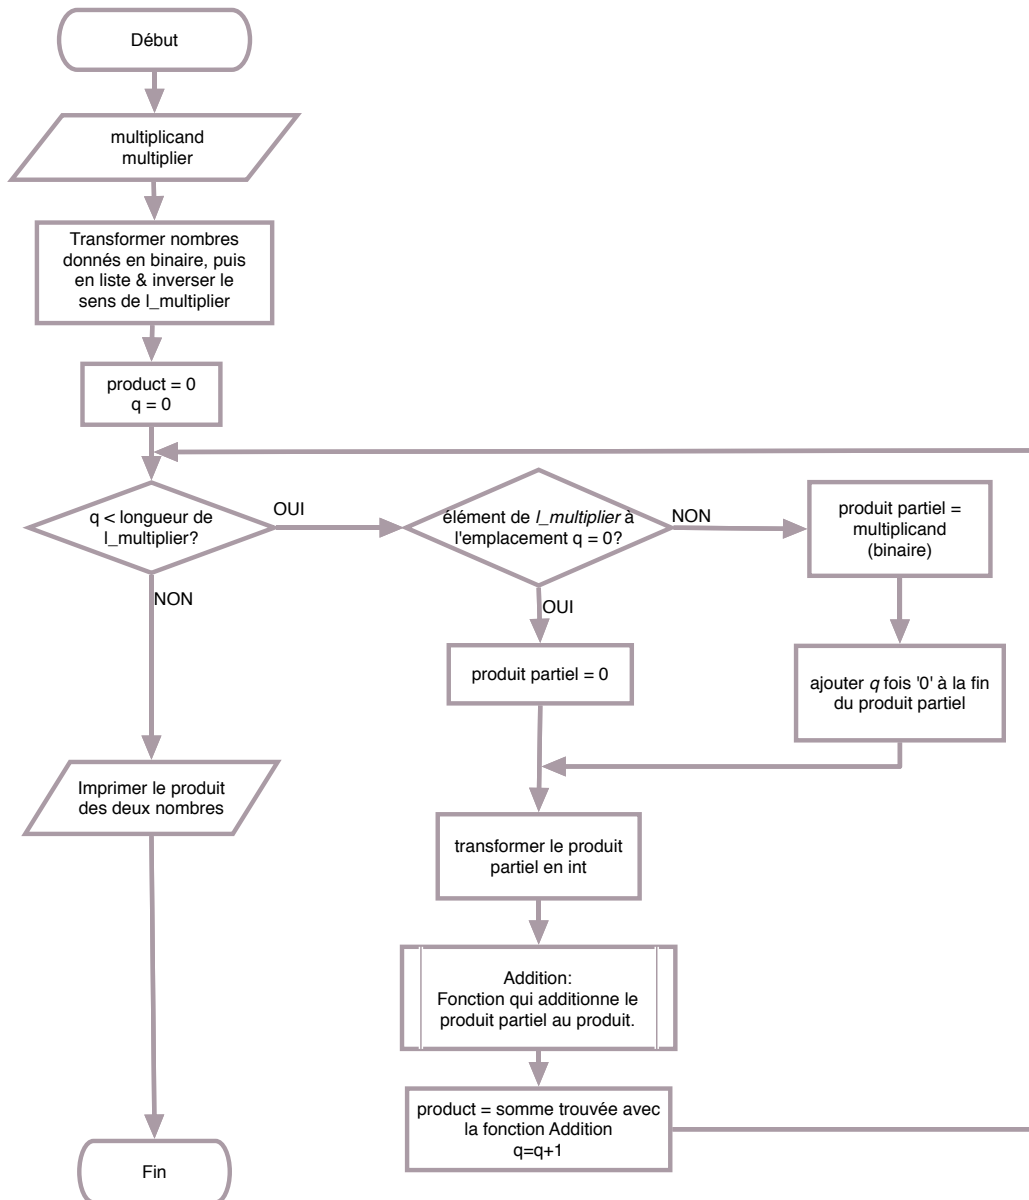 Début
multiplicand
multiplier
Transformer nombres
donnés en binaire, puis
en liste & inverser le
sens de l_multiplier
product = 0
q = 0
q < longueur de
l_multiplier?
OUI
NON
élément de l_multiplier à
l'emplacement q = 0?
NON
OUI
produit partiel =
multiplicand
(binaire)
ajouter q fois '0' à la fin
du produit partiel
produit partiel = 0
transformer le produit
partiel en int
Addition:
Fonction qui additionne le
produit partiel au produit.
product = somme trouvée avec
la fonction Addition
q=q+1
Imprimer le produit
des deux nombres
Fin